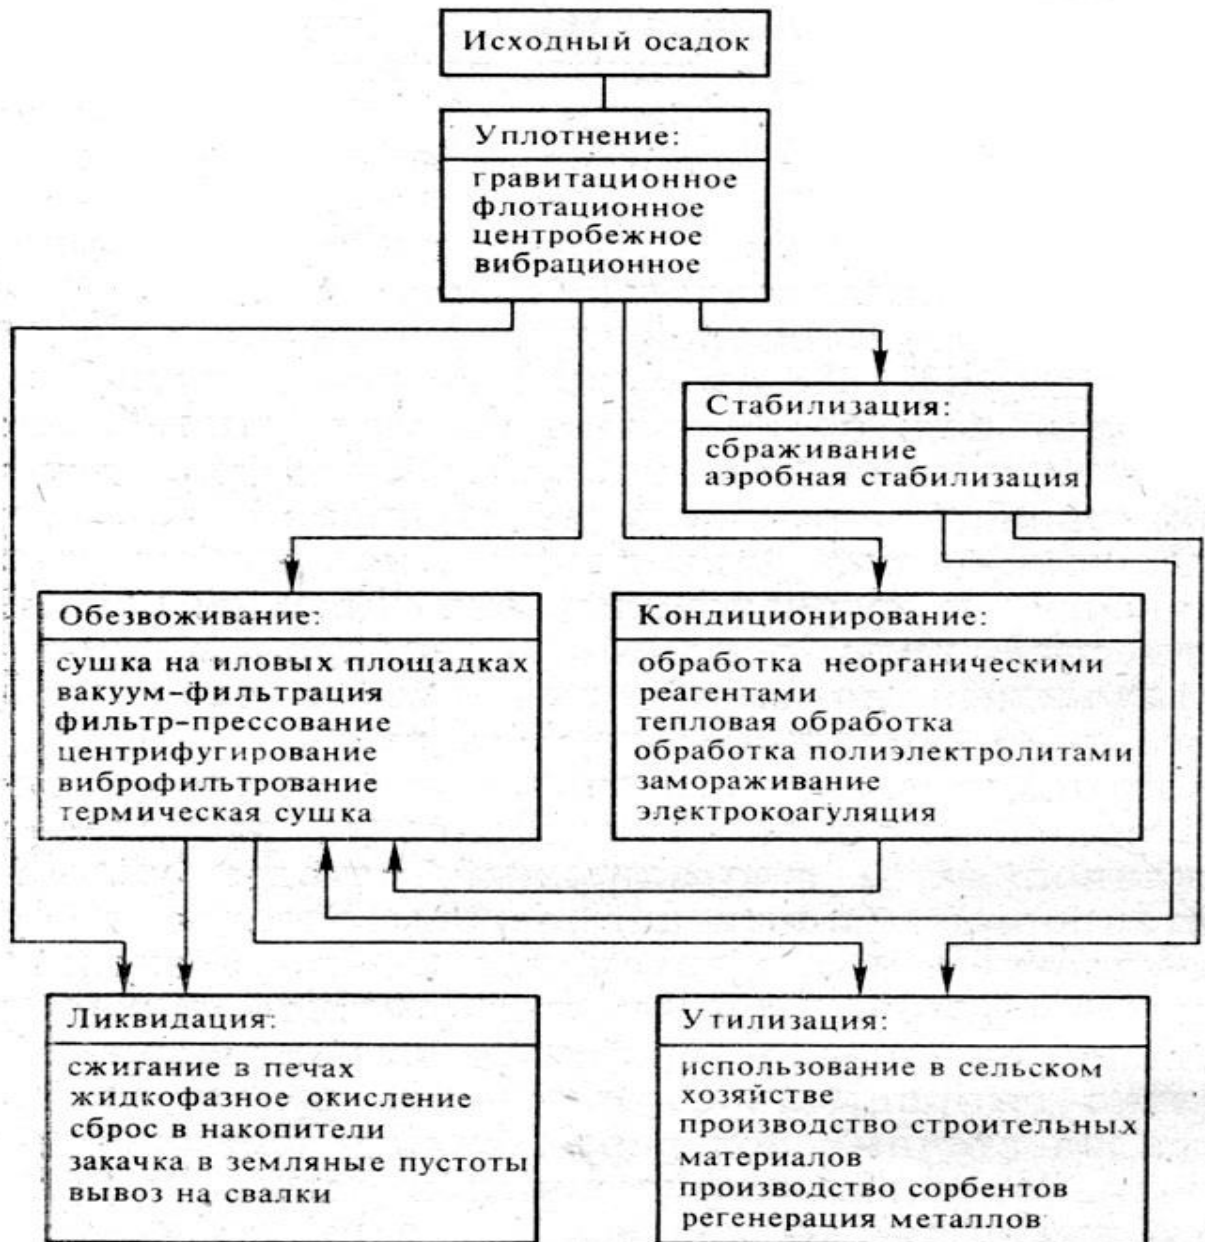 Исходный осадок
Уплотнение:
гравитационное
флотационное
центробежное
вибрационное
Стабилизация:
сбраживание
аэробная стабилизация
Обезвоживание:
сушка на иловых площадках
вакуум-фильтрация
фильтр-прессование
центрифугирование
виброфильтрование
термическая сушка
Кондиционирование:
обработка неорганическими
реагентами
тепловая обработка
обработка полиэлектролитами
замораживание
электрокоагуляция
Ликвидация:
сжигание в печах
жидкофазное окисление
сброс в накопители
закачка в земляные пустоты
вывоз на свалки
Утилизация:
использование в сельском
хозяйстве
производство строительных
материалов
производство сорбентов
регенерация металлов